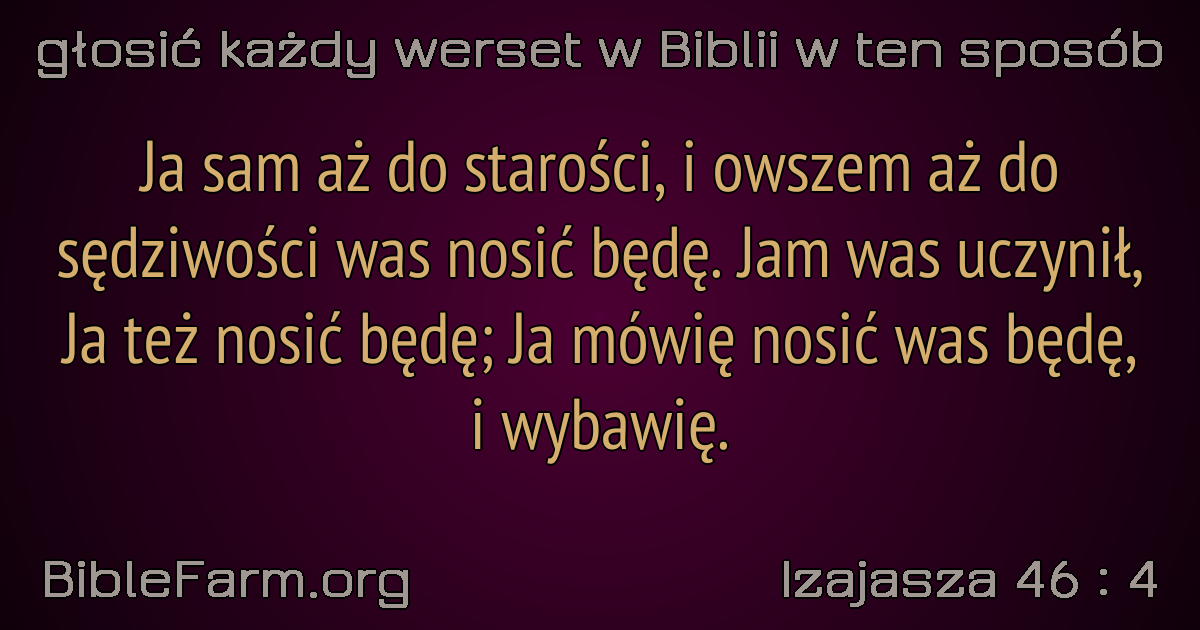 głosić każdy werset w Biblii w ten sposób
Ja sam aż do starości, i owszem aż do
sędziwości was nosić będę. Jam was uczynił,
Ja też nosić będę; Ja mówię nosić was będę,
i wybawię.
BibleFarm.org
Izajasza 46 : 4